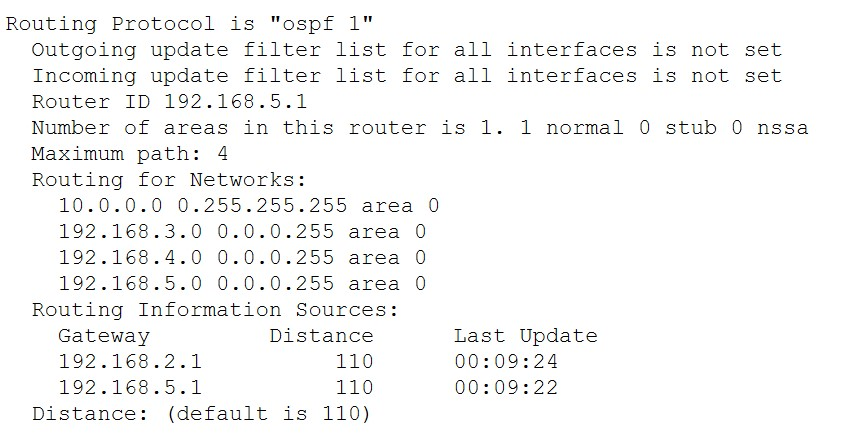 Routing Protocol is "ospf 1"
  Outgoing update filter list for all interfaces is not set
  Incoming update filter list for all interfaces is not set
  Router ID 192.168.5.1
  Number of areas in this router is 1. 1 normal 0 stub 0 nssa
  Maximum path: 4
  Routing for Networks:
    10.0.0.0 0.255.255.255 area 0
    192.168.3.0 0.0.0.255 area 0
    192.168.4.0 0.0.0.255 area 0
    192.168.5.0 0.0.0.255 area 0
  Routing Information Sources:
    Gateway         Distance      Last Update
    192.168.2.1          110      00:09:24
    192.168.5.1          110      00:09:22
  Distance: (default is 110)